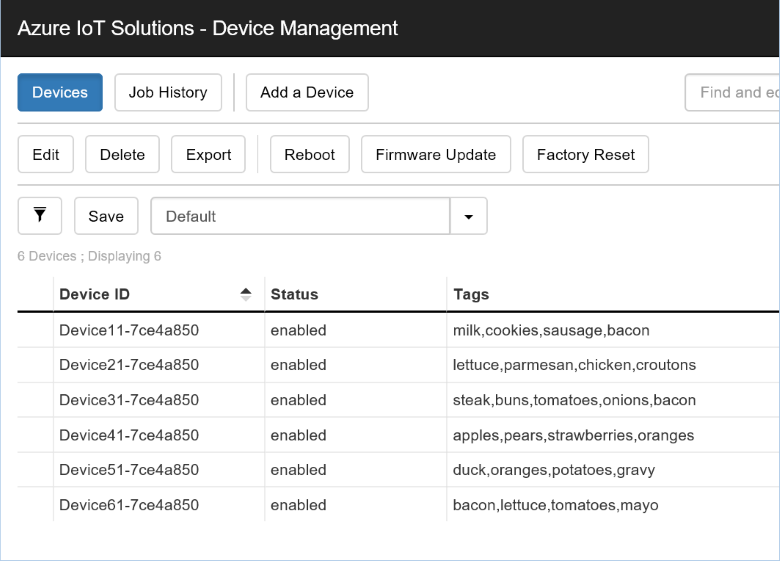 Azure IoT Solutions - Device Management
Devices Job History Add a Device Find and
Edit Delete Export Reboot Firmware Update Factory Reset
Save Default
6 Devices ; Displaying 6
Device ID Status Tags
Device11-7ce4a850 enabled milk,cookies,sausage,bacon
Device21-7ce4a850 enabled lettuce,parmesan,chicken,croutons
Device31-7ce4a850 enabled steak,buns,tomatoes,onions,bacon
Device41-7ce4a850 enabled apples,pears,strawberries,oranges
Device51-7ce4a850 enabled duck,oranges,potatoes,gravy
Device61-7ce4a850 enabled bacon,lettuce,tomatoes,mayo